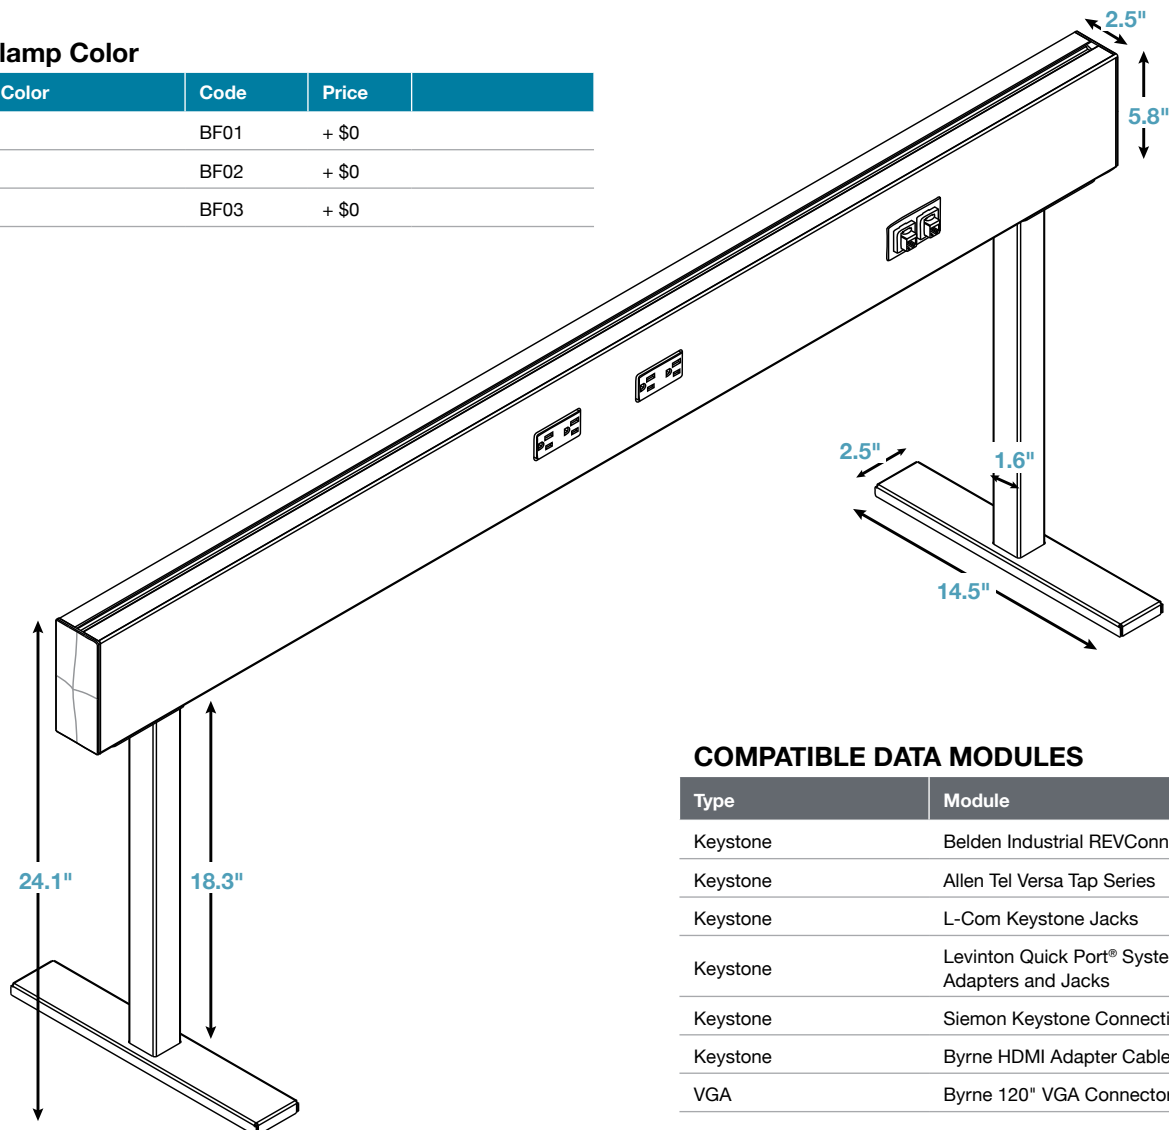 lamp Color
Color Code Price
BF01 + $0
BF02 + $0
BF03 + $0
2.5"
5.8"
2.5"
1.6"
14.5"
24.1"
18.3"
COMPATIBLE DATA MODULES
Type Module
Keystone Belden Industrial REVConn
Keystone Allen Tel Versa Tap Series
Keystone L-Com Keystone Jacks
Keystone Levinton Quick Port® Syste
Adapters and Jacks
Keystone Siemon Keystone Connecti
Keystone Byrne HDMI Adapter Cable
VGA Byrne 120" VGA Connector